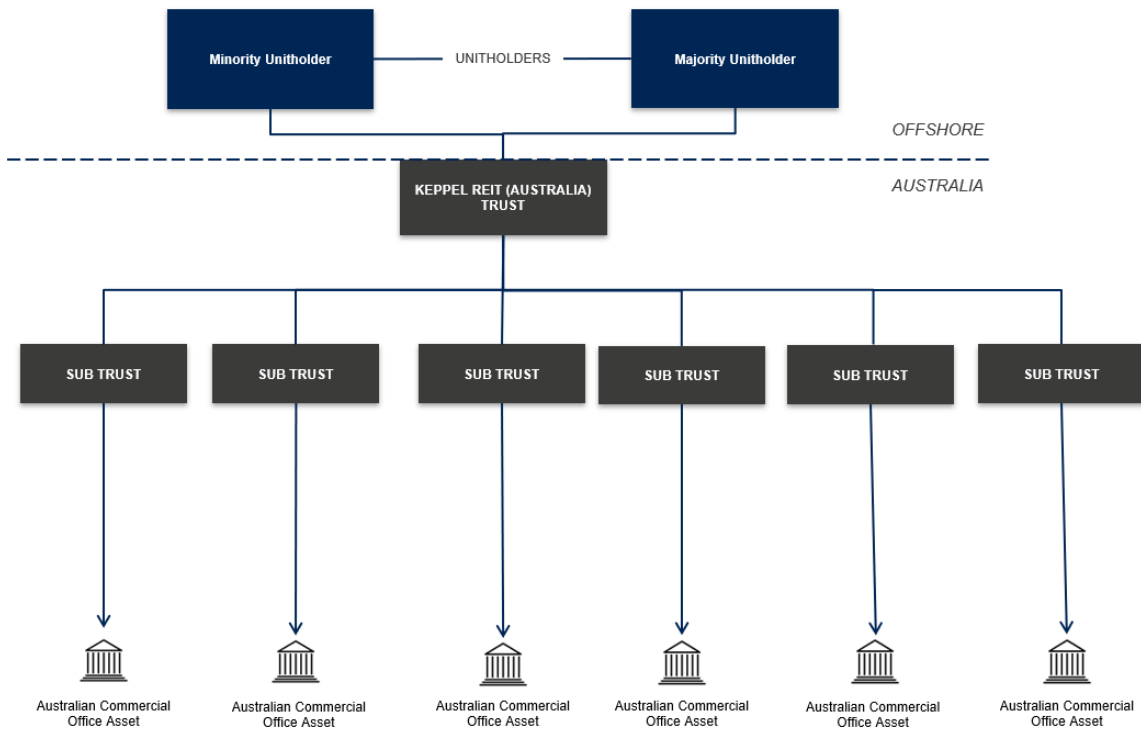 Minority Unitholder
UNITHOLDERS
Majority Unitholder
OFFSHORE
KEPPEL REIT (AUSTRALIA)
TRUST
AUSTRALIA
SUB TRUST
SUB TRUST
SUB TRUST
SUB TRUST
SUB TRUST
SUB TRUST
Australian Commercial
Office Asset
Australian Commercial
Office Asset
Australian Commercial
Office Asset
Australian Commercial
Office Asset
Australian Commercial
Office Asset
Australian Commercial
Office Asset